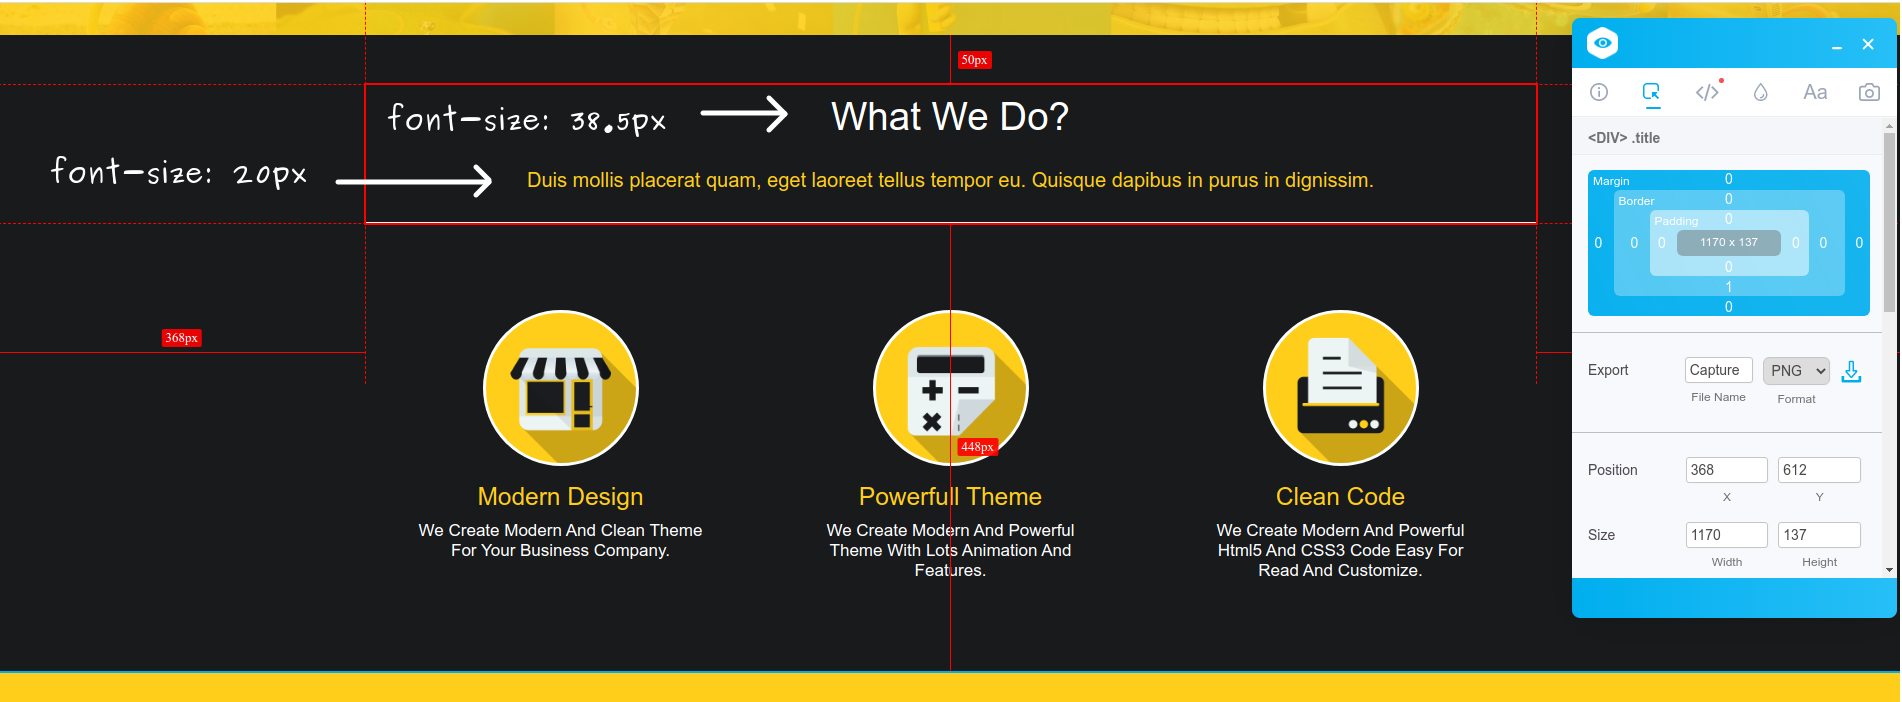 50px
font-size: 38.5px
What We Do?
font-size: 20px
Duis mollis placerat quam, eget laoreet tellus tempor eu. Quisque dapibus in purus in dignissim.
368px
448px
Modern Design
We Create Modern And Clean Theme
For Your Business Company.
Powerfull Theme
We Create Modern And Powerful
Theme With Lots Animation And
Features.
Clean Code
We Create Modern And Powerful
Html5 And CSS3 Code Easy For
Read And Customize.
</> Aa
<DIV> .title
Margin 0
Border 0
Padding 0
0 0 0 1170 x 137 0 0 0
0
1
0
Export Capture PNG
File Name Format
Position 368 612
X Y
Size 1170 137
Width Height